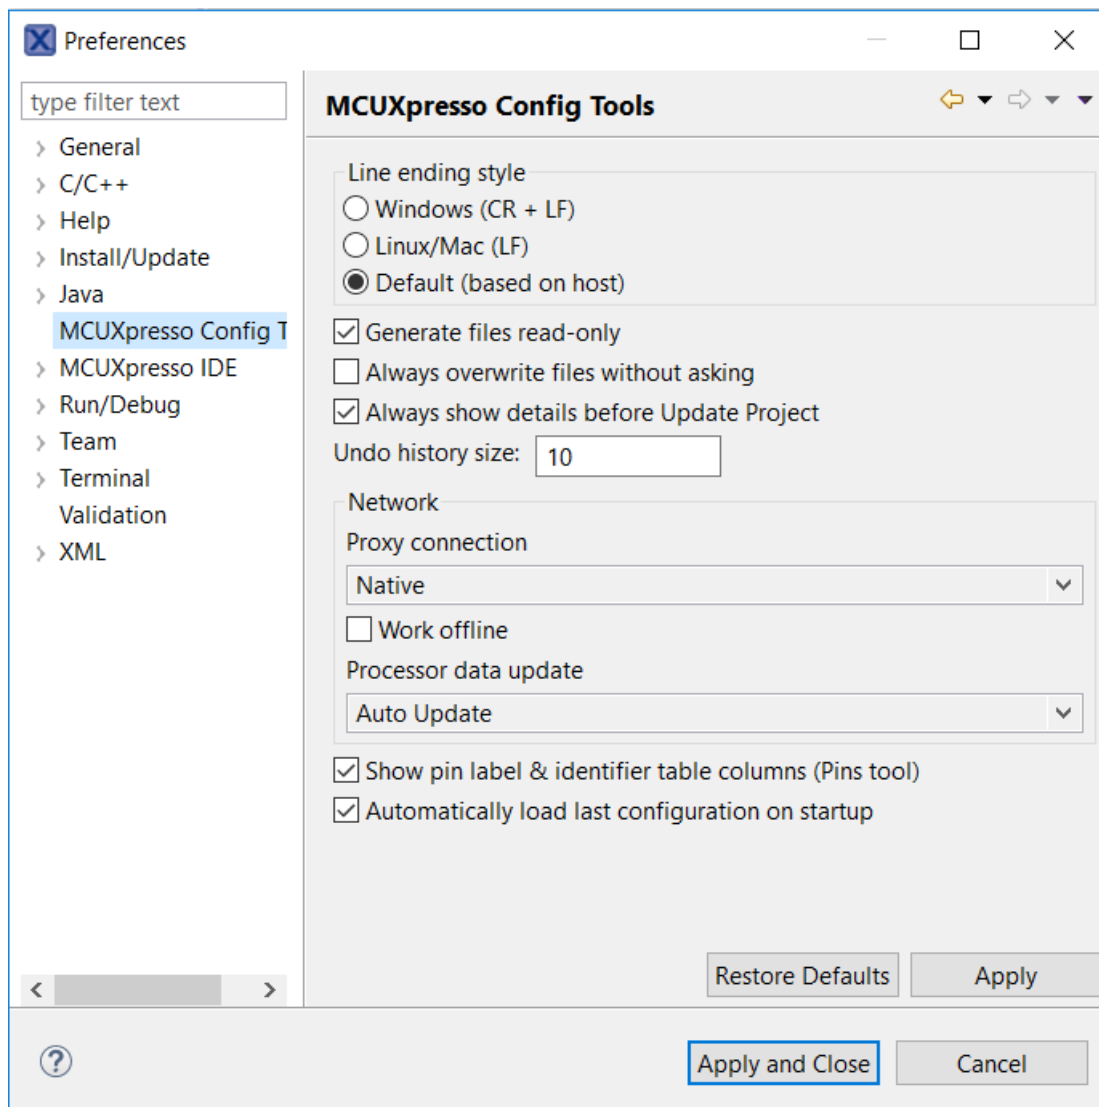 Preferences
type filter text
General
C/C++
Help
Install/Update
Java
MCUXpresso Config T
MCUXpresso IDE
Run/Debug
Team
Terminal
Validation
XML
MCUXpresso Config Tools
Line ending style
Windows (CR + LF)
Linux/Mac (LF)
Default (based on host)
Generate files read-only
Always overwrite files without asking
Always show details before Update Project
Undo history size: 10
Network
Proxy connection
Native
Work offline
Processor data update
Auto Update
Show pin label & identifier table columns (Pins tool)
Automatically load last configuration on startup
Restore Defaults Apply
Apply and Close Cancel